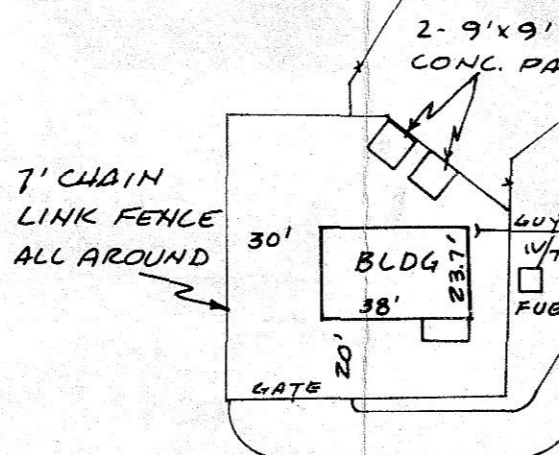 2- 9'x9'
CONC. PA
7' CHAIN
LINK FENCE
ALL AROUND
30'
BLDG
23.7'
38'
20'
GUY
FUE
GATE